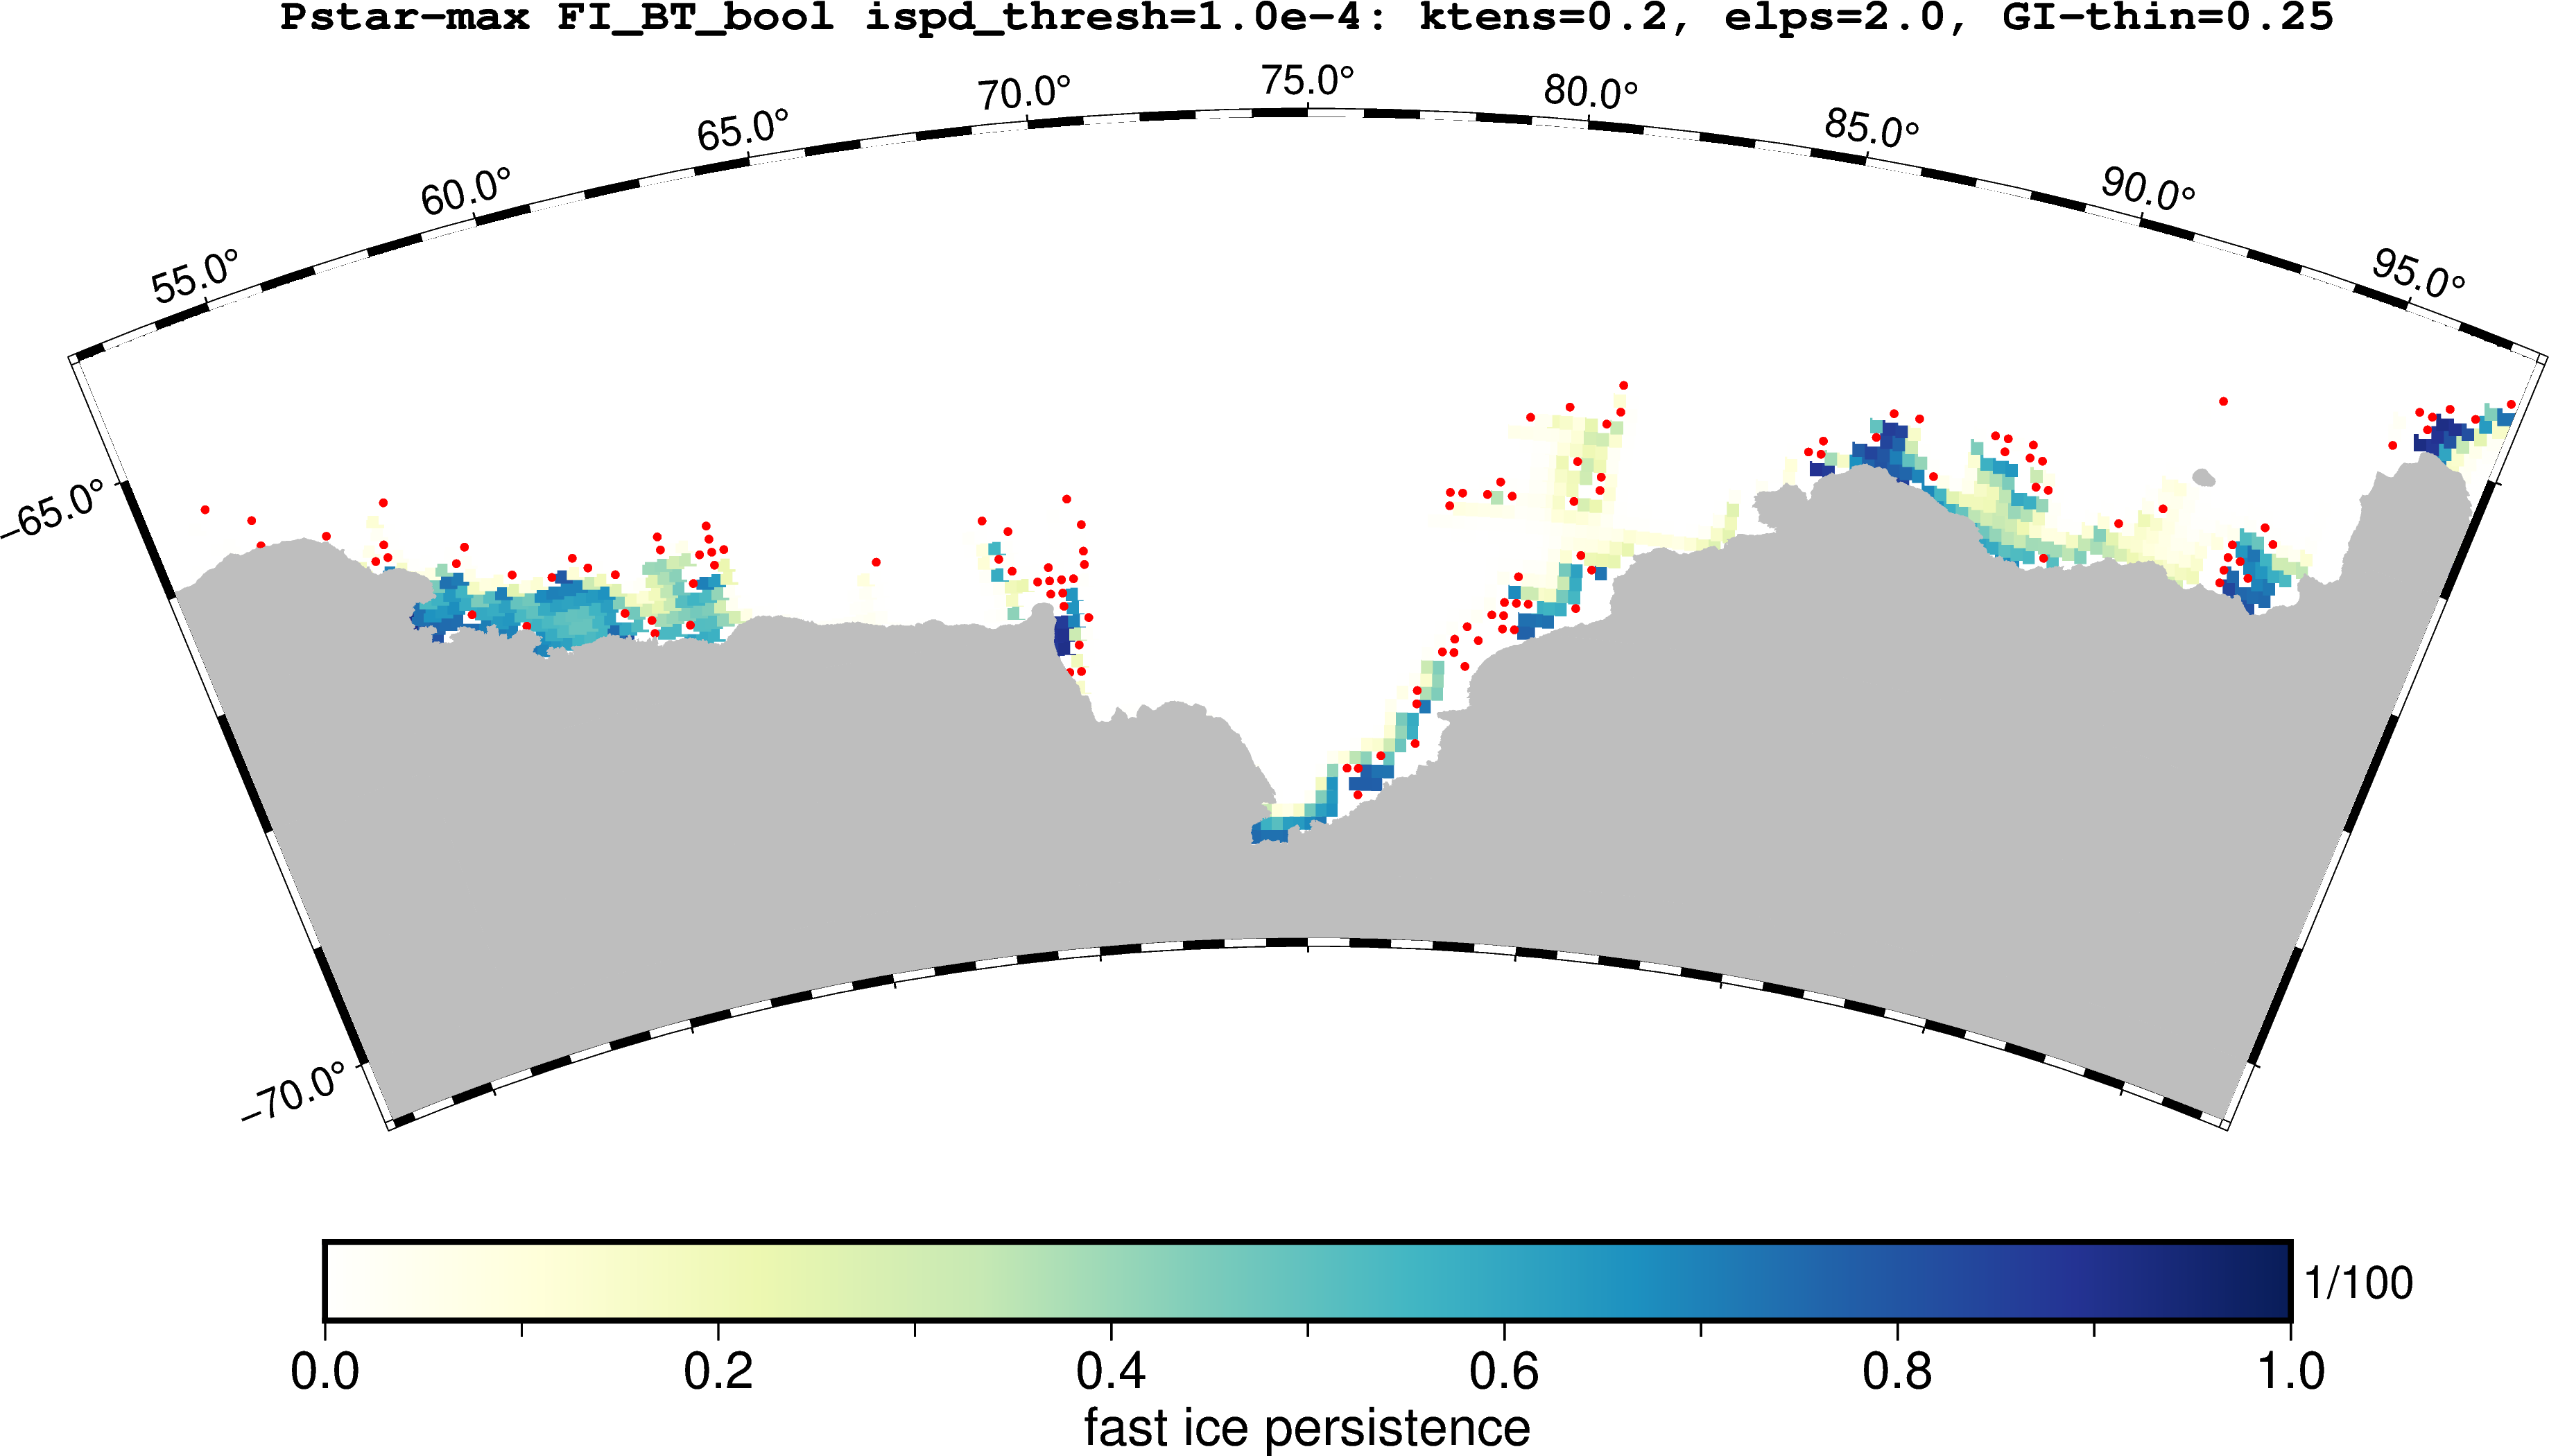 Pstar-max FI_BT_bool ispd_thresh=1.0e-4: ktens=0.2, elps=2.0, GI-thin=0.25
55.0° 60.0° 65.0° 70.0° 75.0° 80.0° 85.0° 90.0° 95.0°
-65.0°
-70.0°
1/100
0.0 0.2 0.4 0.6 0.8 1.0
fast ice persistence